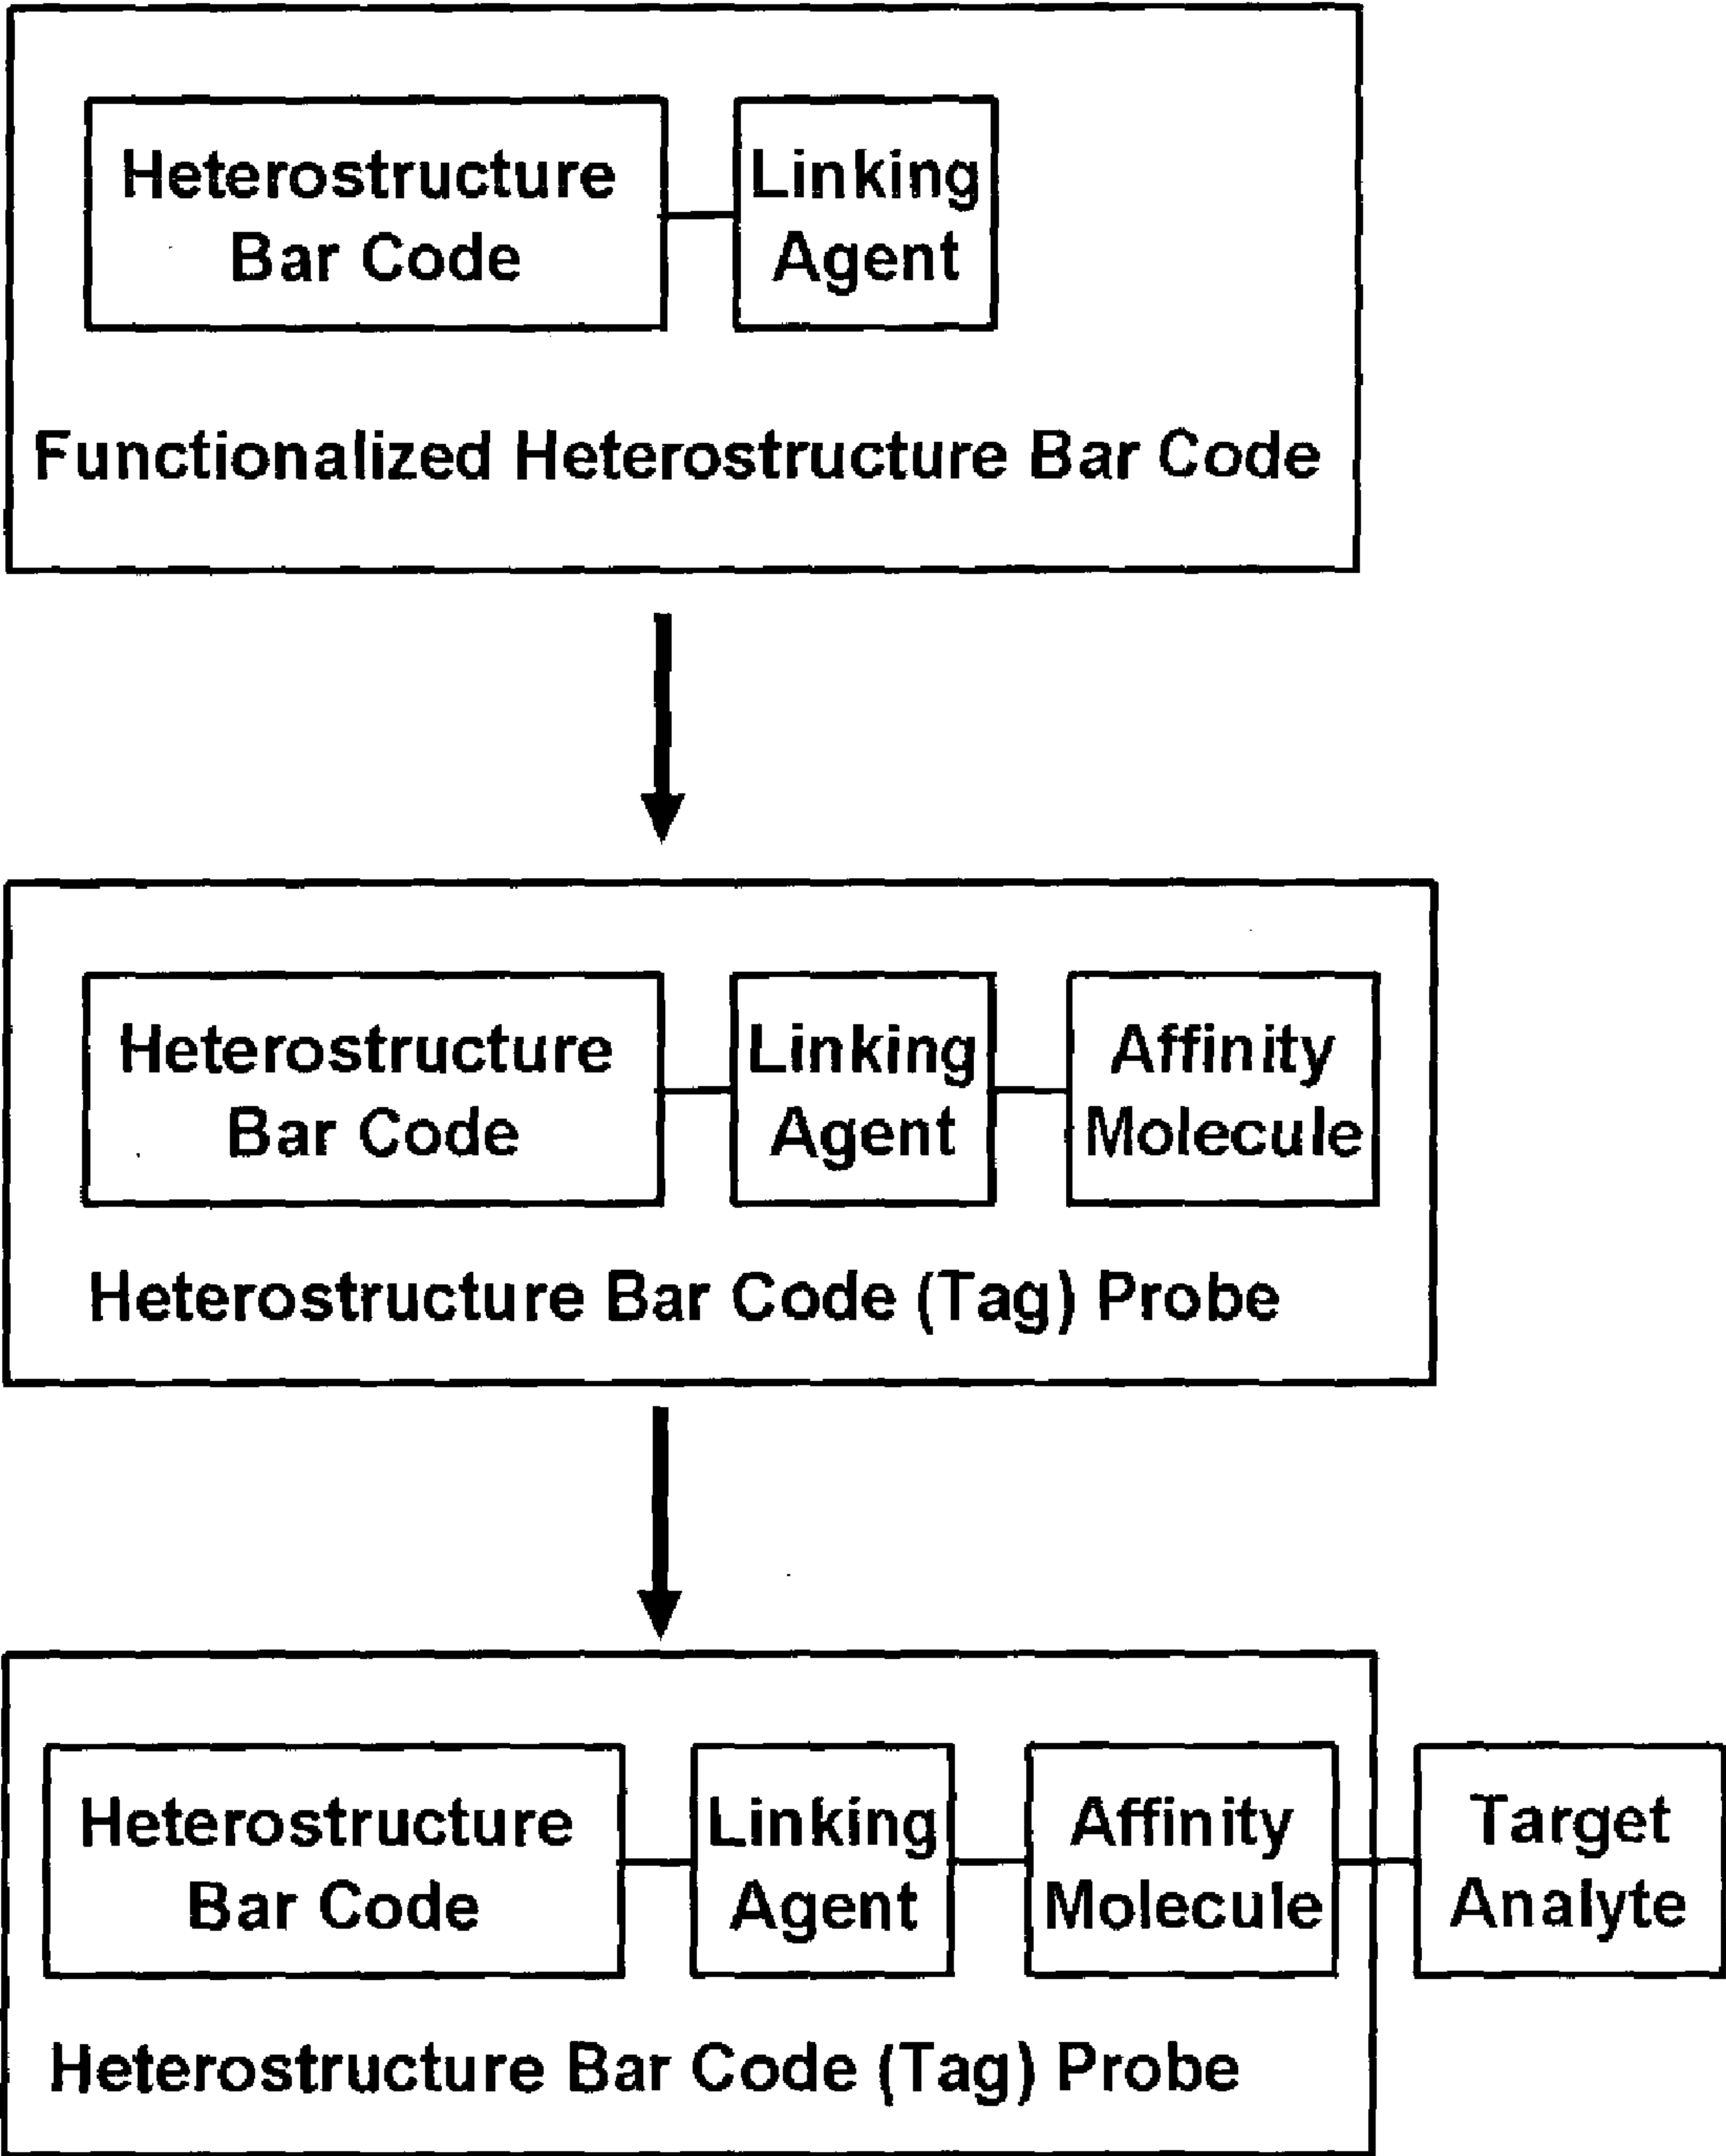 Heterostructure
Bar Code
Linking
Agent
Functionalized Heterostructure Bar Code
Heterostructure
Bar Code
Linking
Agent
Affinity
Molecule
Heterostructure Bar Code (Tag) Probe
Heterostructure
Bar Code
Linking
Agent
Affinity
Molecule
Target
Analyte
Heterostructure Bar Code (Tag) Probe